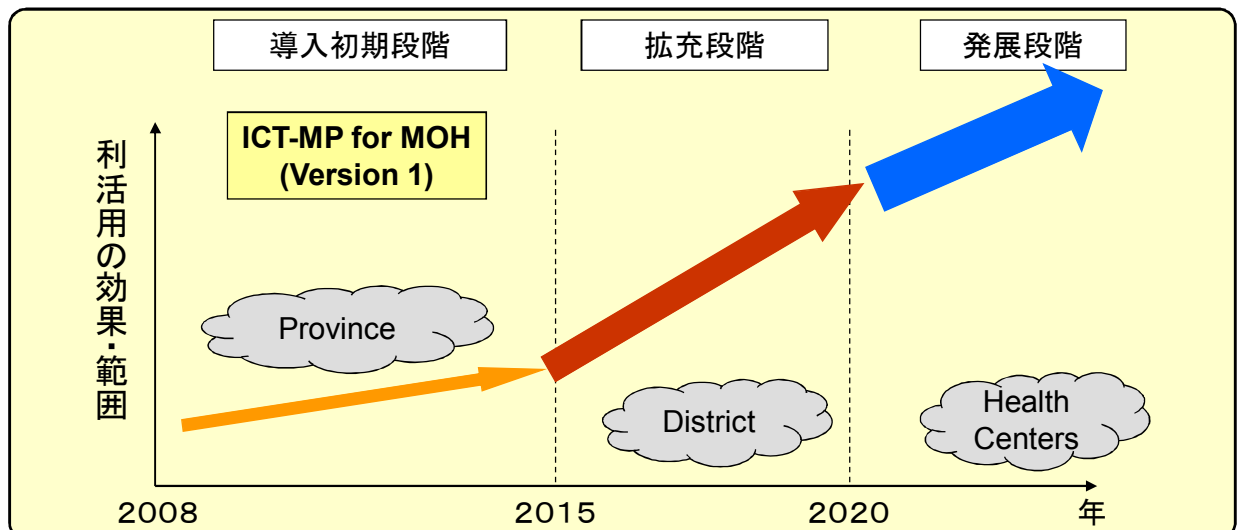 導入初期段階
拡充段階
発展段階
ICT-MP for MOH
(Version 1)
利活用の効果・範囲
Province
District
Health
Centers
2008
2015
2020
年